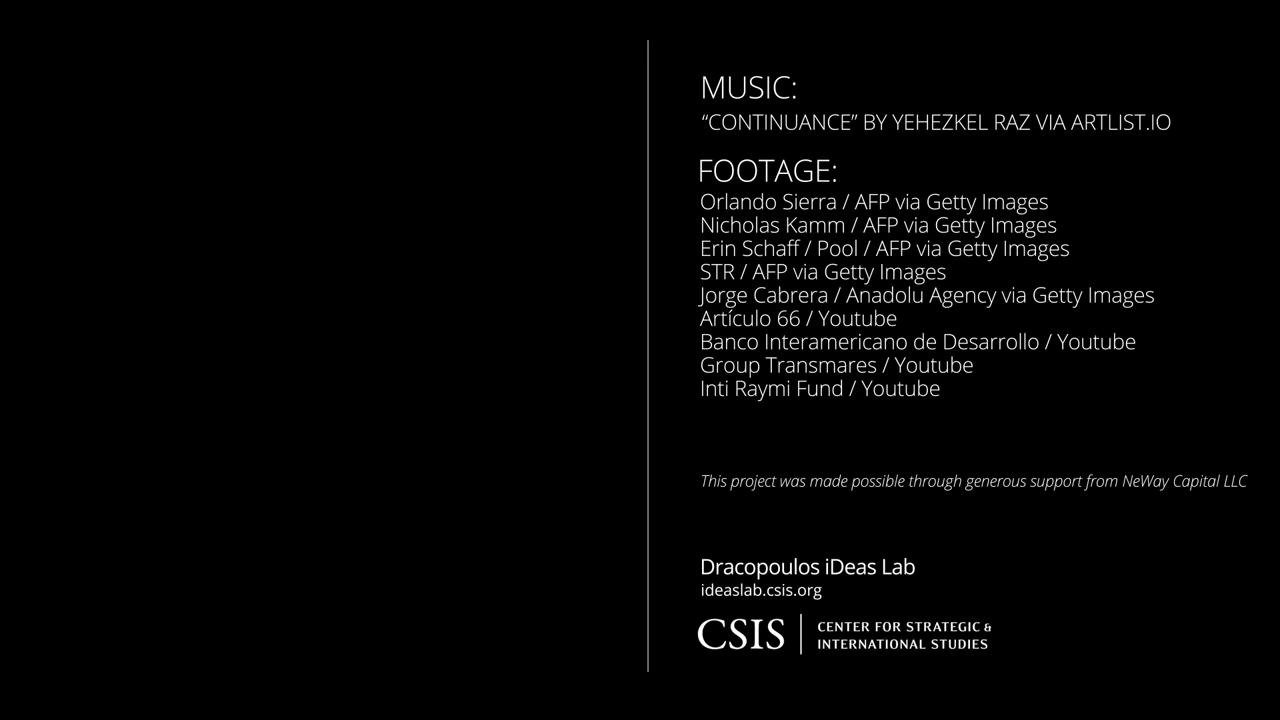 MUSIC:
“CONTINUANCE” BY YEHEZKEL RAZ VIA ARTLIST.IO
FOOTAGE:
Orlando Sierra / AFP via Getty Images
Nicholas Kamm / AFP via Getty Images
Erin Schaff / Pool / AFP via Getty Images
STR / AFP via Getty Images
Jorge Cabrera / Anadolu Agency via Getty Images
Artículo 66 / Youtube
Banco Interamericano de Desarrollo / Youtube
Group Transmares / Youtube
Inti Raymi Fund / Youtube
This project was made possible through generous support from NeWay Capital LLC
Dracopoulos iDeas Lab
ideaslab.csis.org
CSIS
CENTER FOR STRATEGIC &
INTERNATIONAL STUDIES